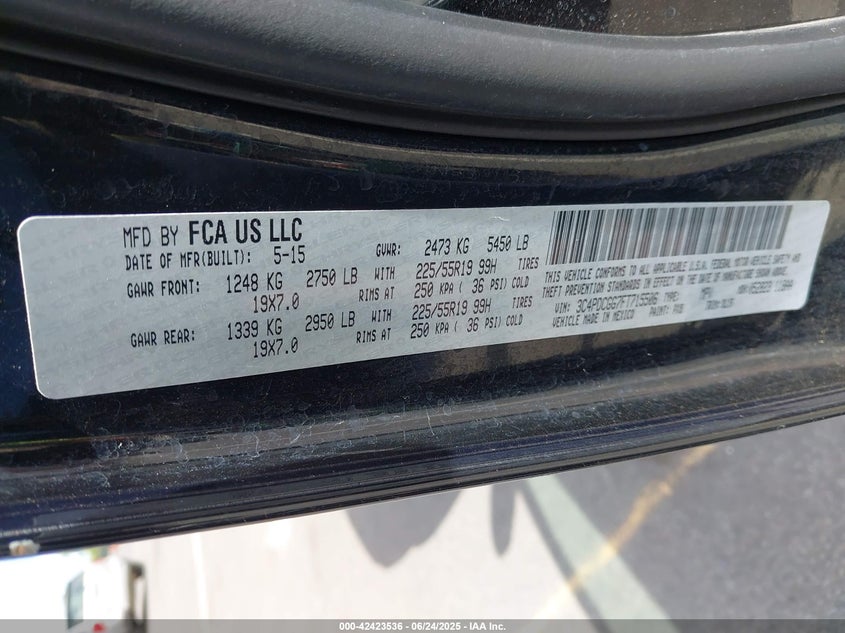 MFD BY FCA US LLC
DATE OF MFR(BUILT): 5-15 GVWR: 2473 KG 5450 LB
GAWR FRONT: 1248 KG 2750 LB WITH 225/55R19 99H TIRES
19X7.0 RIMS AT 250 KPA ( 36 PSI) COLD
GAWR REAR: 1339 KG 2950 LB WITH 225/55R19 99H TIRES
19X7.0 RIMS AT 250 KPA ( 36 PSI) COLD
THIS VEHICLE CONFORMS TO ALL APPLICABLE U.S.A. FEDERAL MOTOR VEHICLE SAFETY AND
THEFT PREVENTION STANDARDS IN EFFECT ON THE DATE OF MANUFACTURE SHOWN ABOVE.
TYPE: MPV
VEHICLE MADE IN MEXICO PAINT: TRIM:
000-42423536 - 06/24/2025 - IAA Inc.